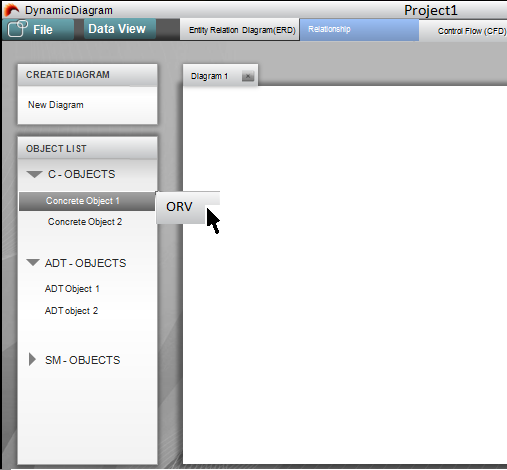 DynamicDiagram
Project1
File
Data View
Entity Relation Diagram(ERD)
Relationship
Control Flow (CFD)
CREATE DIAGRAM
New Diagram
Diagram 1
OBJECT LIST
C - OBJECTS
Concrete Object 1
ORV
Concrete Object 2
ADT - OBJECTS
ADT Object 1
ADT object 2
SM - OBJECTS